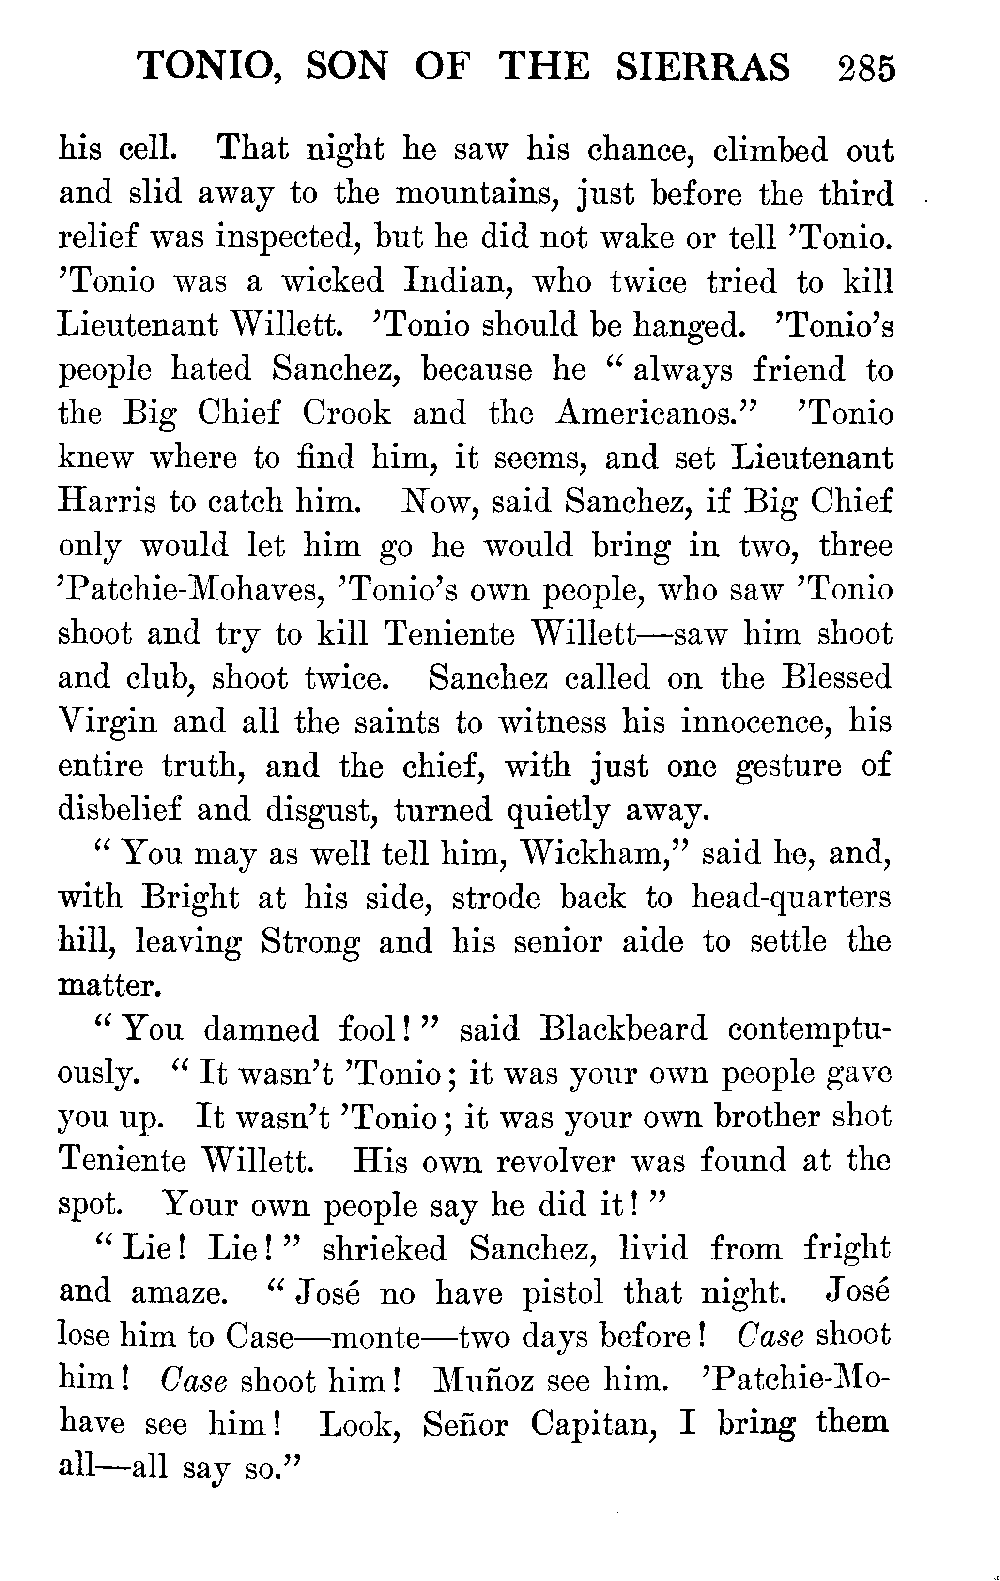 TONIO, SON OF THE SIERRAS 285
his cell. That night he saw his chance, climbed out
and slid away to the mountains, just before the third
relief was inspected, but he did not wake or tell ’Tonio.
’Tonio was a wicked Indian, who twice tried to kill
Lieutenant Willett. ’Tonio should be hanged. ’Tonio’s
people hated Sanchez, because he “ always friend to
the Big Chief Crook and the Americanos.” ’Tonio
knew where to find him, it seems, and set Lieutenant
Harris to catch him. Now, said Sanchez, if Big Chief
only would let him go he would bring in two, three
’Patchie-Mohaves, ’Tonio’s own people, who saw ’Tonio
shoot and try to kill Teniente Willett—saw him shoot
and club, shoot twice. Sanchez called on the Blessed
Virgin and all the saints to witness his innocence, his
entire truth, and the chief, with just one gesture of
disbelief and disgust, turned quietly away.
“ You may as well tell him, Wickham,” said he, and,
with Bright at his side, strode back to head-quarters
hill, leaving Strong and his senior aide to settle the
matter.
“ You damned fool! ” said Blackbeard contemptu-
ously. “ It wasn’t ’Tonio; it was your own people gave
you up. It wasn’t ’Tonio; it was your own brother shot
Teniente Willett. His own revolver was found at the
spot. Your own people say he did it! ”
“ Lie! Lie! ” shrieked Sanchez, livid from fright
and amaze. “ José no have pistol that night. José
lose him to Case—monte—two days before! Case shoot
him! Case shoot him! Muñoz see him. ’Patchie-Mo-
have see him! Look, Señor Capitan, I bring them
all—all say so.”